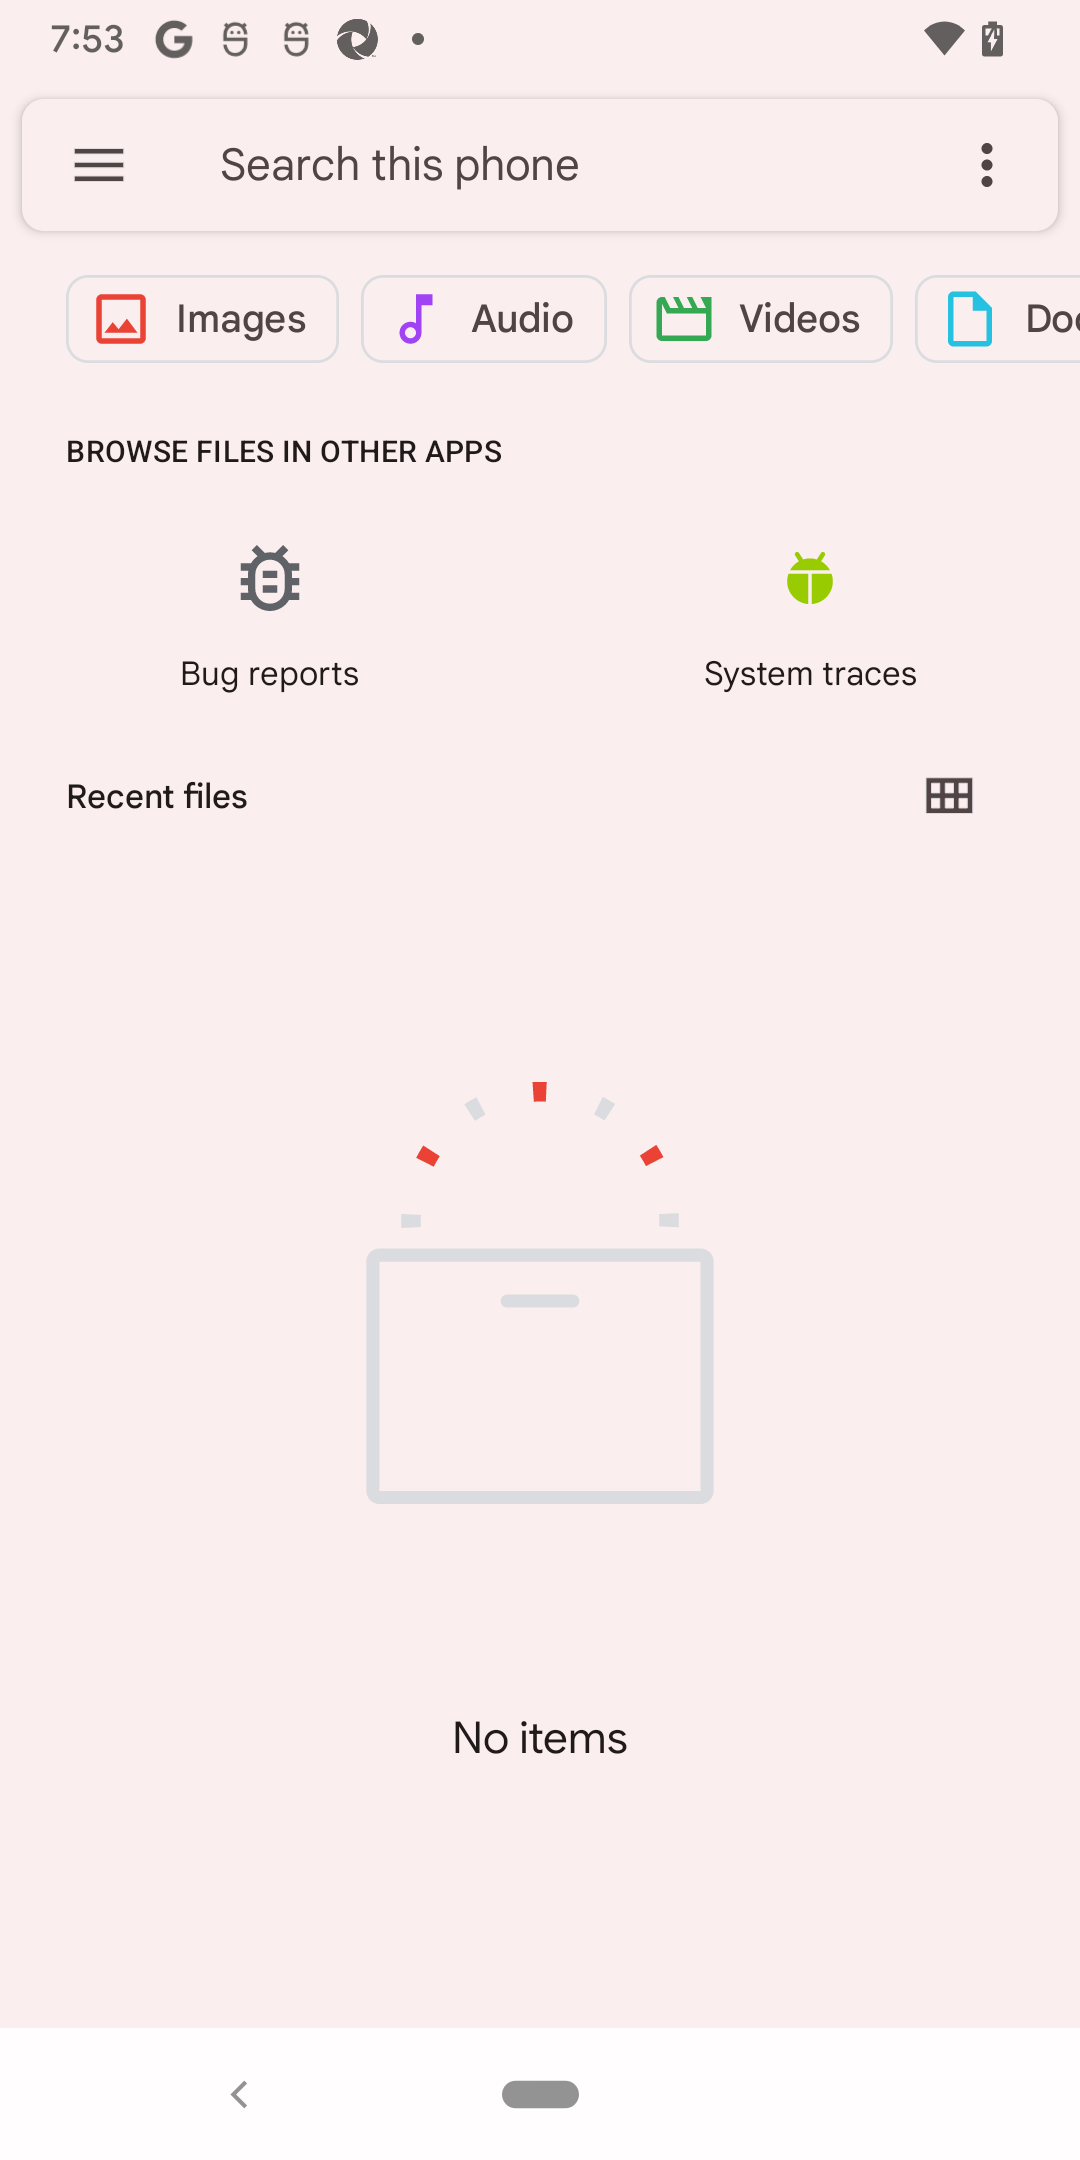 7:53
Search this phone
Images
Audio
Videos
Doc
BROWSE FILES IN OTHER APPS
Bug reports
System traces
Recent files
No items